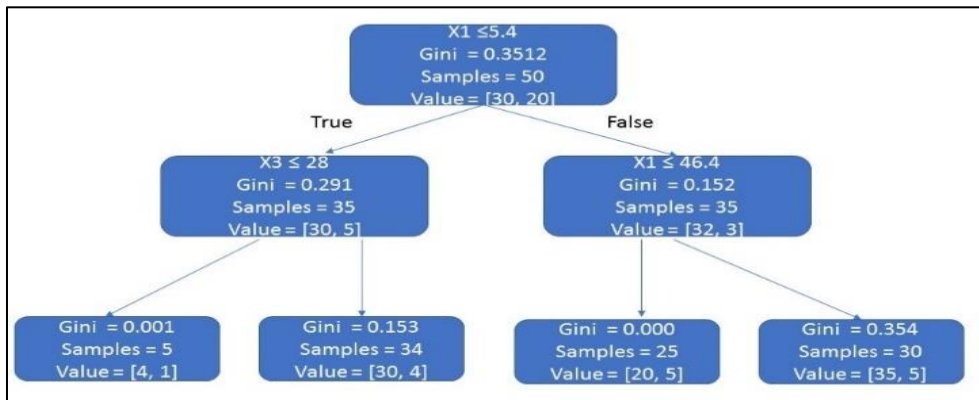 X1 ≤5.4
Gini = 0.3512
Samples = 50
Value = [30, 20]
True
False
X3 ≤ 28
Gini = 0.291
Samples = 35
Value = [30, 5]
X1 ≤ 46.4
Gini = 0.152
Samples = 35
Value = [32, 3]
Gini = 0.001
Samples = 5
Value = [4, 1]
Gini = 0.153
Samples = 34
Value = [30, 4]
Gini = 0.000
Samples = 25
Value = [20, 5]
Gini = 0.354
Samples = 30
Value = [35, 5]